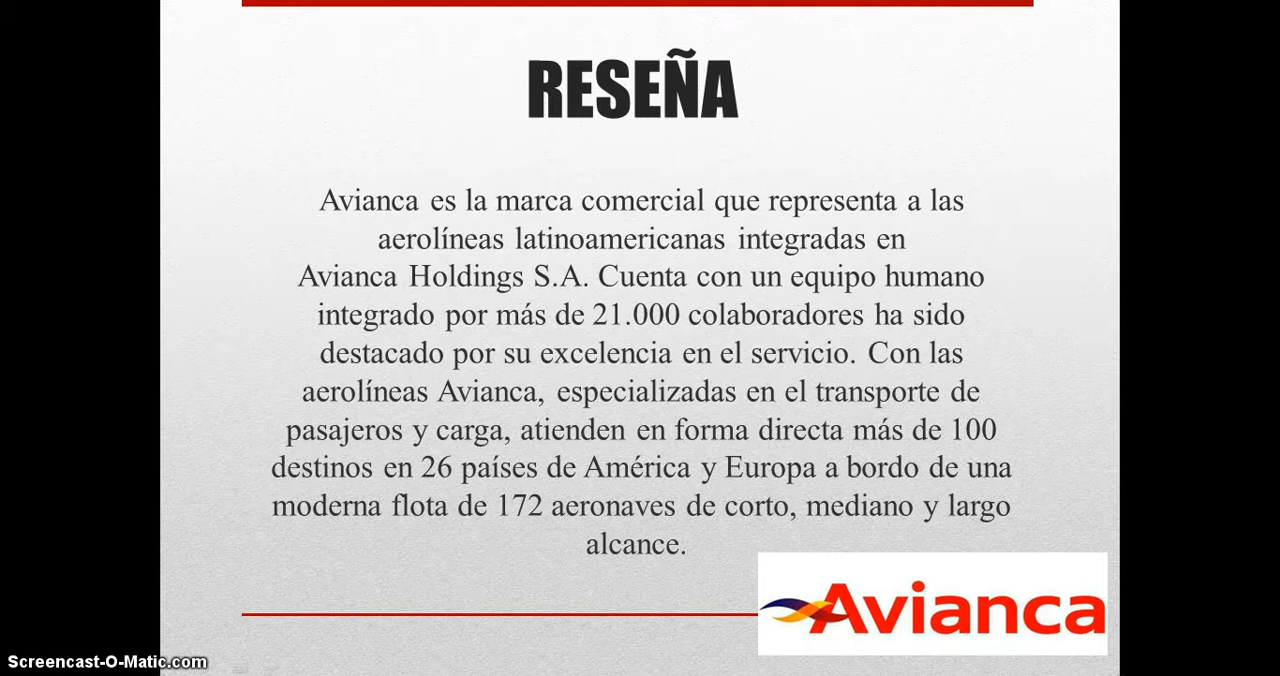 RESEÑA
Avianca es la marca comercial que representa a las
aerolíneas latinoamericanas integradas en
Avianca Holdings S.A. Cuenta con un equipo humano
integrado por más de 21.000 colaboradores ha sido
destacado por su excelencia en el servicio. Con las
aerolíneas Avianca, especializadas en el transporte de
pasajeros y carga, atienden en forma directa más de 100
destinos en 26 países de América y Europa a bordo de una
moderna flota de 172 aeronaves de corto, mediano y largo
alcance.
Avianca
Screencast-O-Matic.com